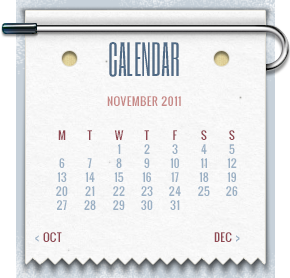 CALENDAR
NOVEMBER 2011
M T W T F S S
1 2 3 4 5
6 7 8 9 10 11 12
13 14 15 16 17 18 19
20 21 22 23 24 25 26
27 28 29 30 31
< OCT DEC >